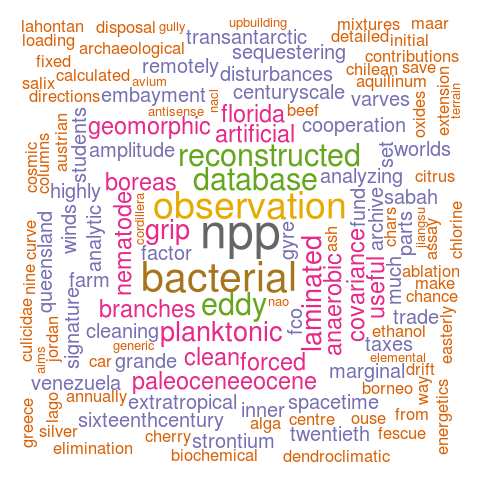 lahontan disposal gully upbuilding mixtures maar
loading archaeological transantarctic detailed initial
fixed remotely sequestering contributions
salix calculated disturbances chilean save
directions avium embayment nacl centuryscale aquilinum extension terrain
antisense florida beef varves oxides
cosmic columns austrian students geomorphic artificial cooperation
amplitude reconstructed set worlds
highly boreas database analyzing citrus
queensland winds analytic nematode cordillera observation fund archive sabah
grip npp gyre covariance chars parts jiangsu assay chlorine
nine curve factor ash
farm bacterial laminated anaerobic useful much ablation
culicidae signature branches eddy nao make
jordan cleaning planktonic fco trade chance
aims generic clean forced ethanol taxes easterly
car grande marginal elemental drift
venezuela paleoceneeocene borneo way energetics
greece lago annually extratropical inner spacetime
silver sixteenthcentury alga centre ouse from
cherry strontium twentieth fescue
elimination biochemical dendroclimatic